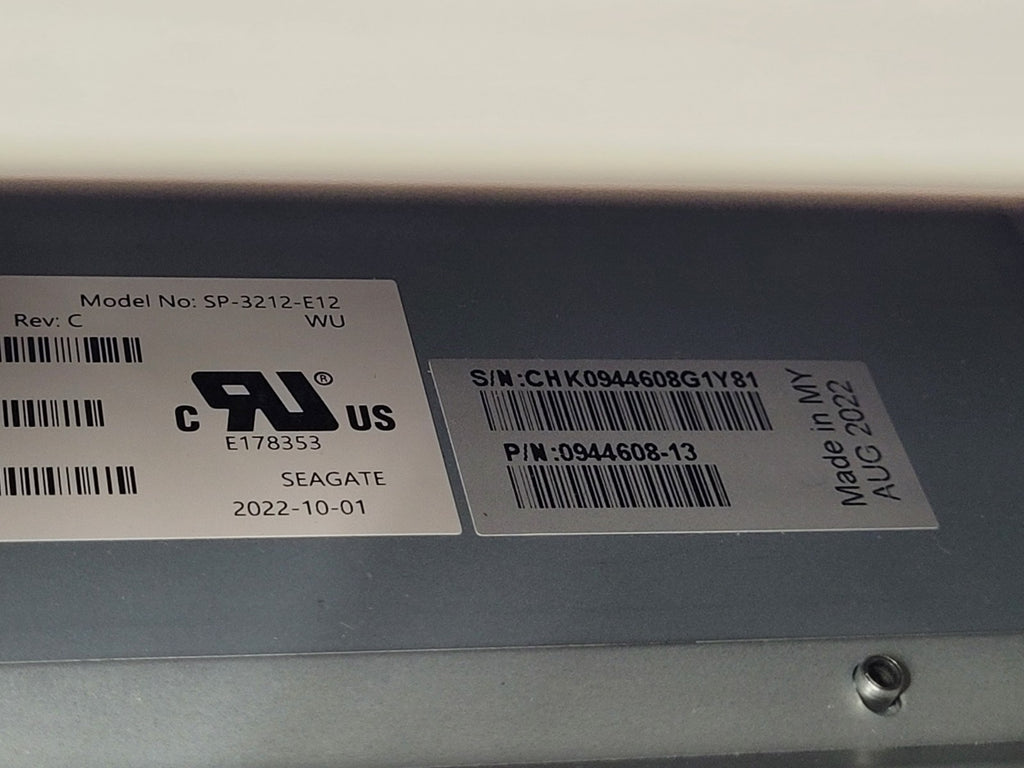 Model No: SP-3212-E12
Rev: C WU
C RU® US
E178353
SEAGATE
2022-10-01
S/N:CHK0944608G1Y81
P/N:0944608-13
Made in MY
AUG 2022